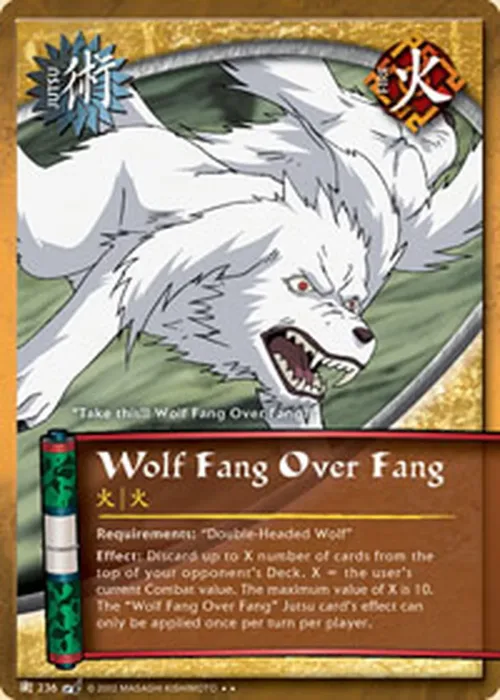 JUTSU 術
FIRE 火
"Take this!! Wolf Fang Over Fang!"
Wolf Fang Over Fang
火|火
Requirements: "Double-Headed Wolf"
Effect: Discard up to X number of cards from the
top of your opponent's Deck. X = the user's
current Combat value. The maximum value of X is 10.
The "Wolf Fang Over Fang" Jutsu card's effect can
only be applied once per turn per player.
236 © 2002 MASASHI KISHIMOTO